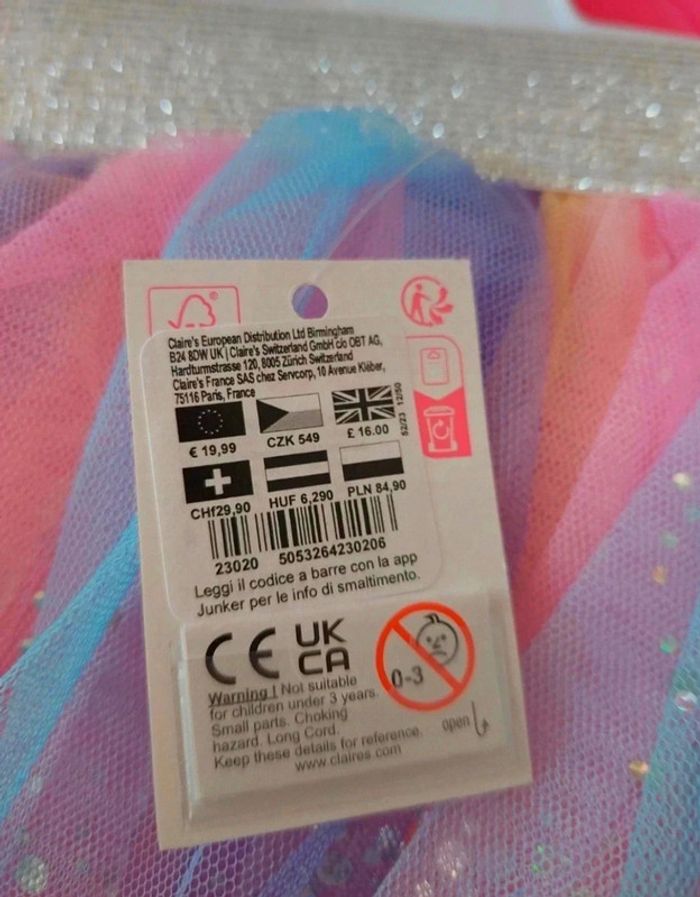 Claire's European Distribution Ltd Birmingham
B24 8DW UK | Claire's Switzerland GmbH c/o OBT AG,
Hardturmstrasse 120, 8005 Zürich Switzerland
Claire's France SAS chez Servcorp, 10 Avenue Kléber,
75116 Paris, France
52/23 12/50
€ 19,99 CZK 549 £ 16.00
CHf29,90 HUF 6,290 PLN 84,90
23020 5053264230206
Leggi il codice a barre con la app
Junker per le info di smaltimento.
CE UK
CA
0-3
Warning ! Not suitable
for children under 3 years.
Small parts. Choking
hazard. Long Cord.
Keep these details for reference.
www.claires.com
open